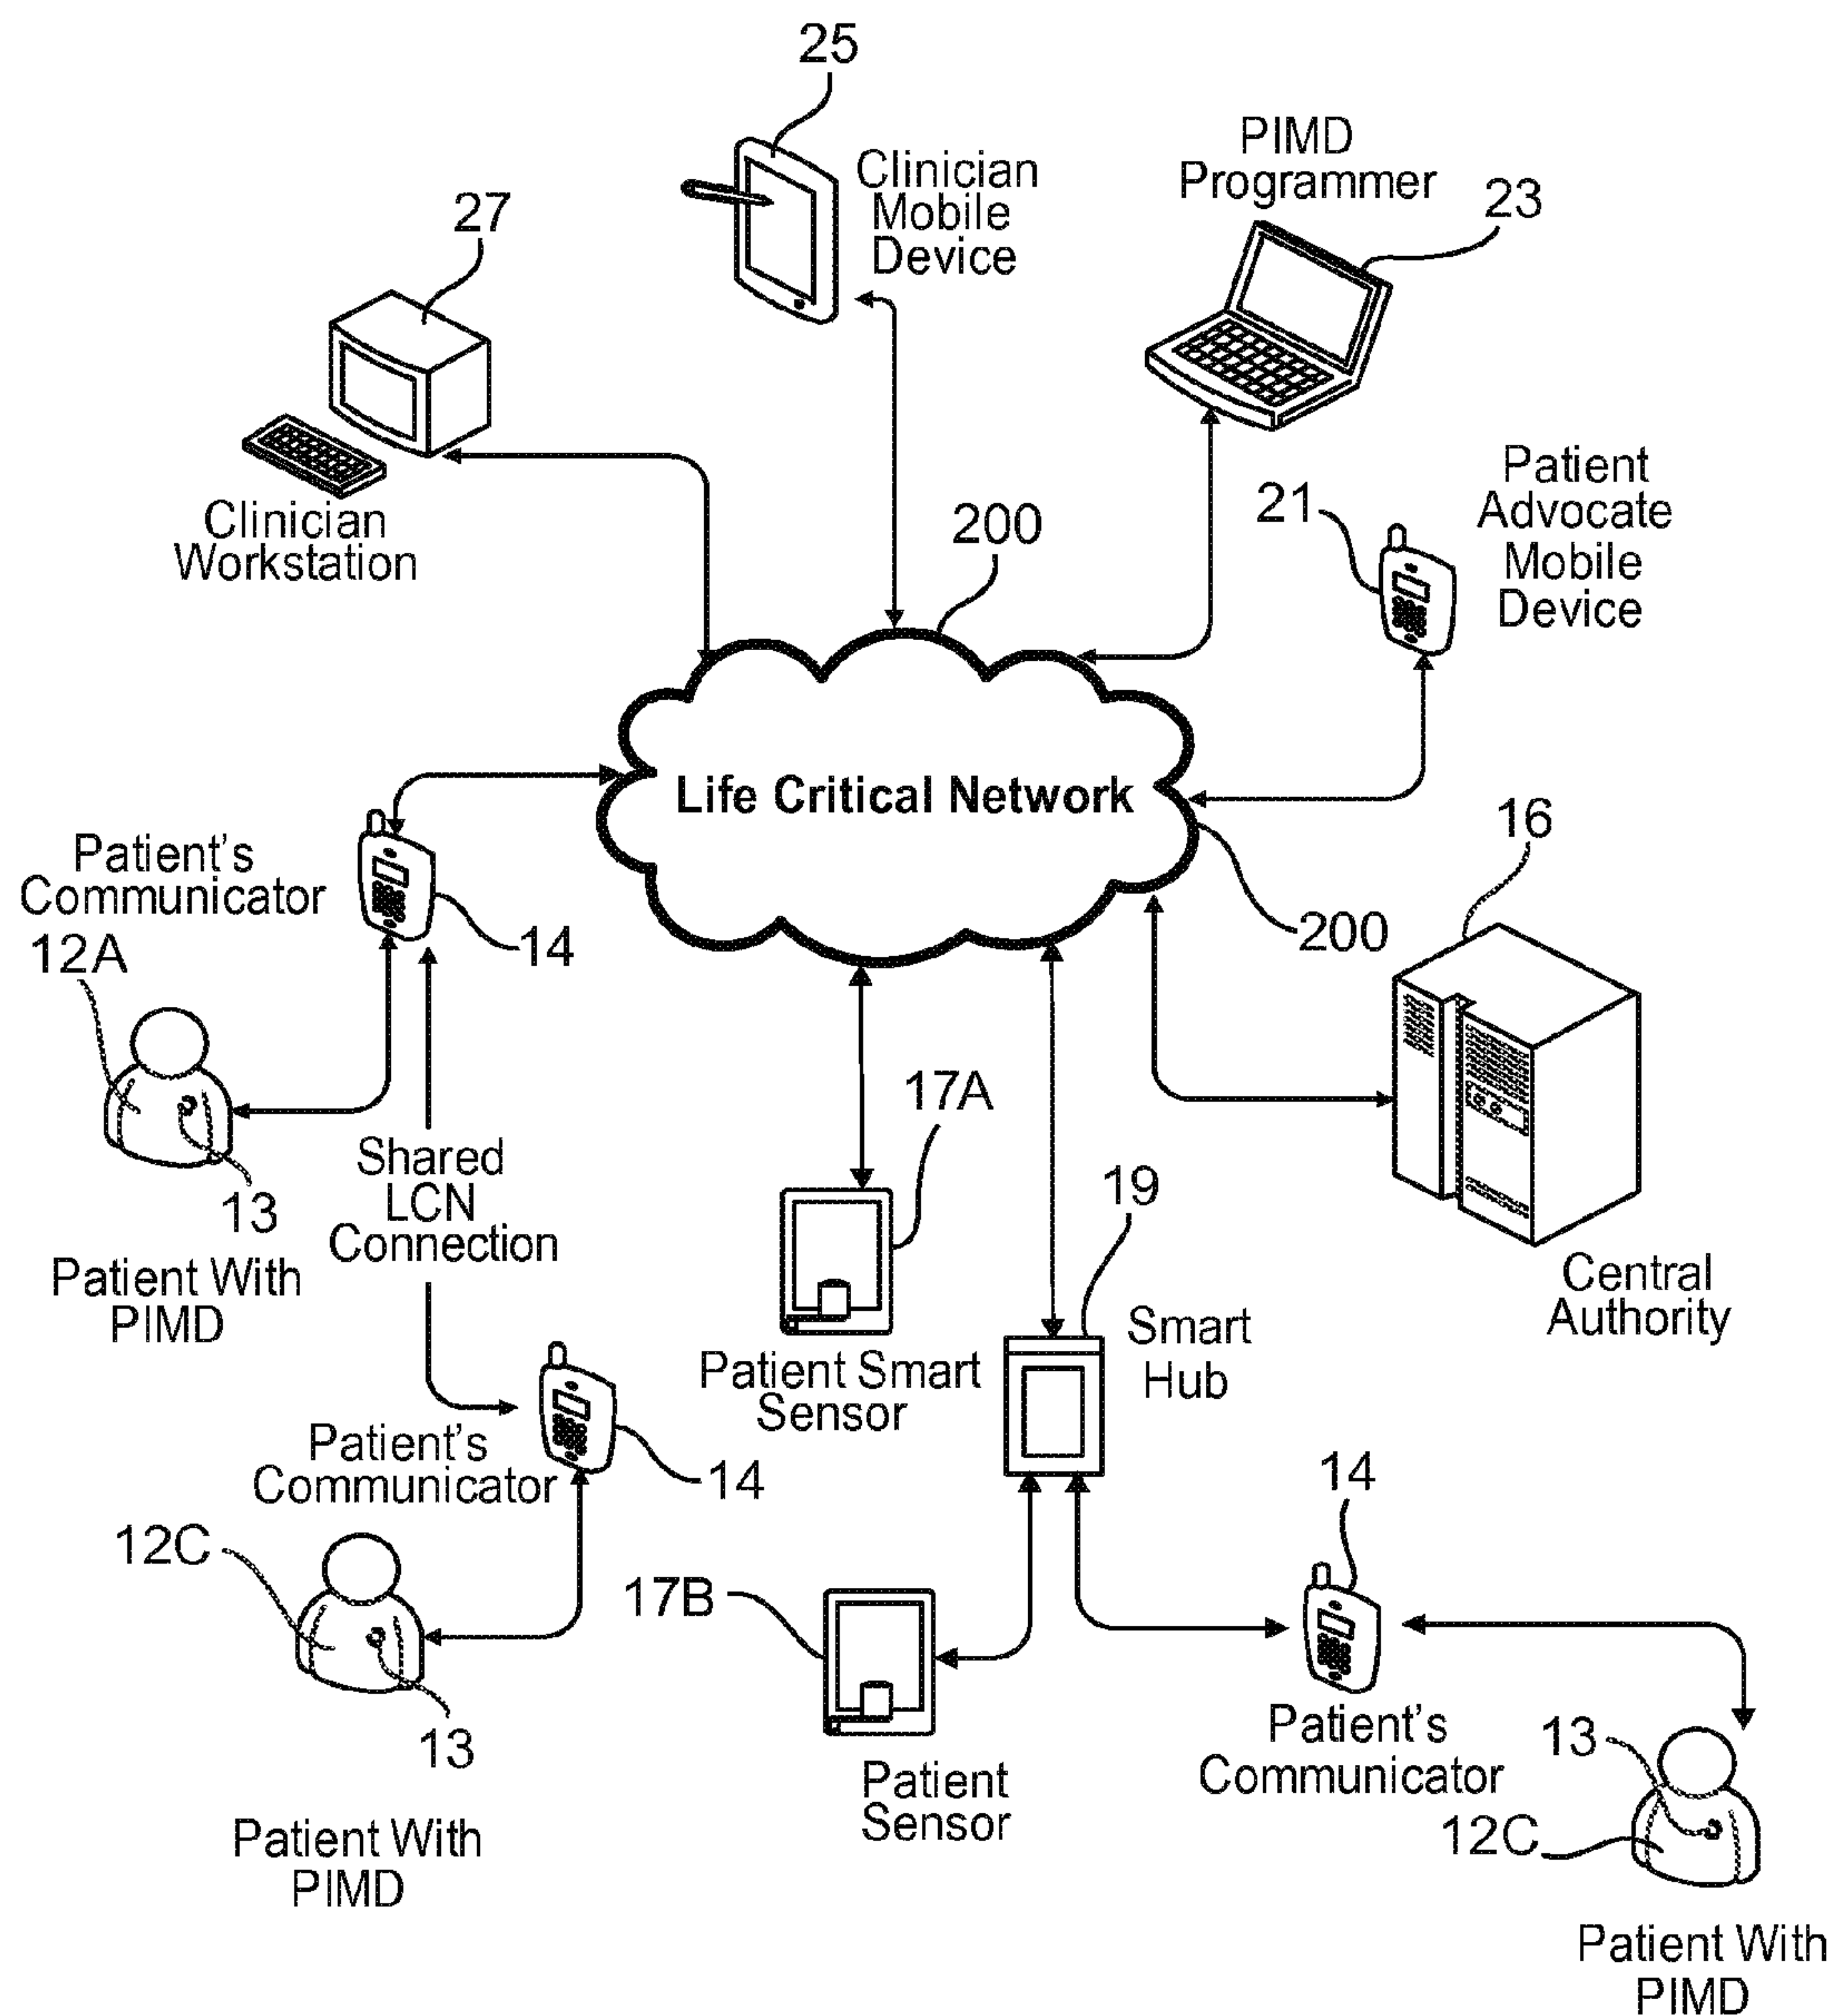 25
Clinician
Mobile
Device
PIMD
Programmer
23
27
Clinician
Workstation
200
21
Patient
Advocate
Mobile
Device
Life Critical Network
200
16
Central
Authority
Patient's
Communicator
14
12A
13
Patient With
PIMD
Shared
LCN
Connection
17A
Patient Smart
Sensor
19
Smart
Hub
Patient's
Communicator
14
12C
13
Patient With
PIMD
17B
Patient
Sensor
14
Patient's
Communicator
13
12C
Patient With
PIMD